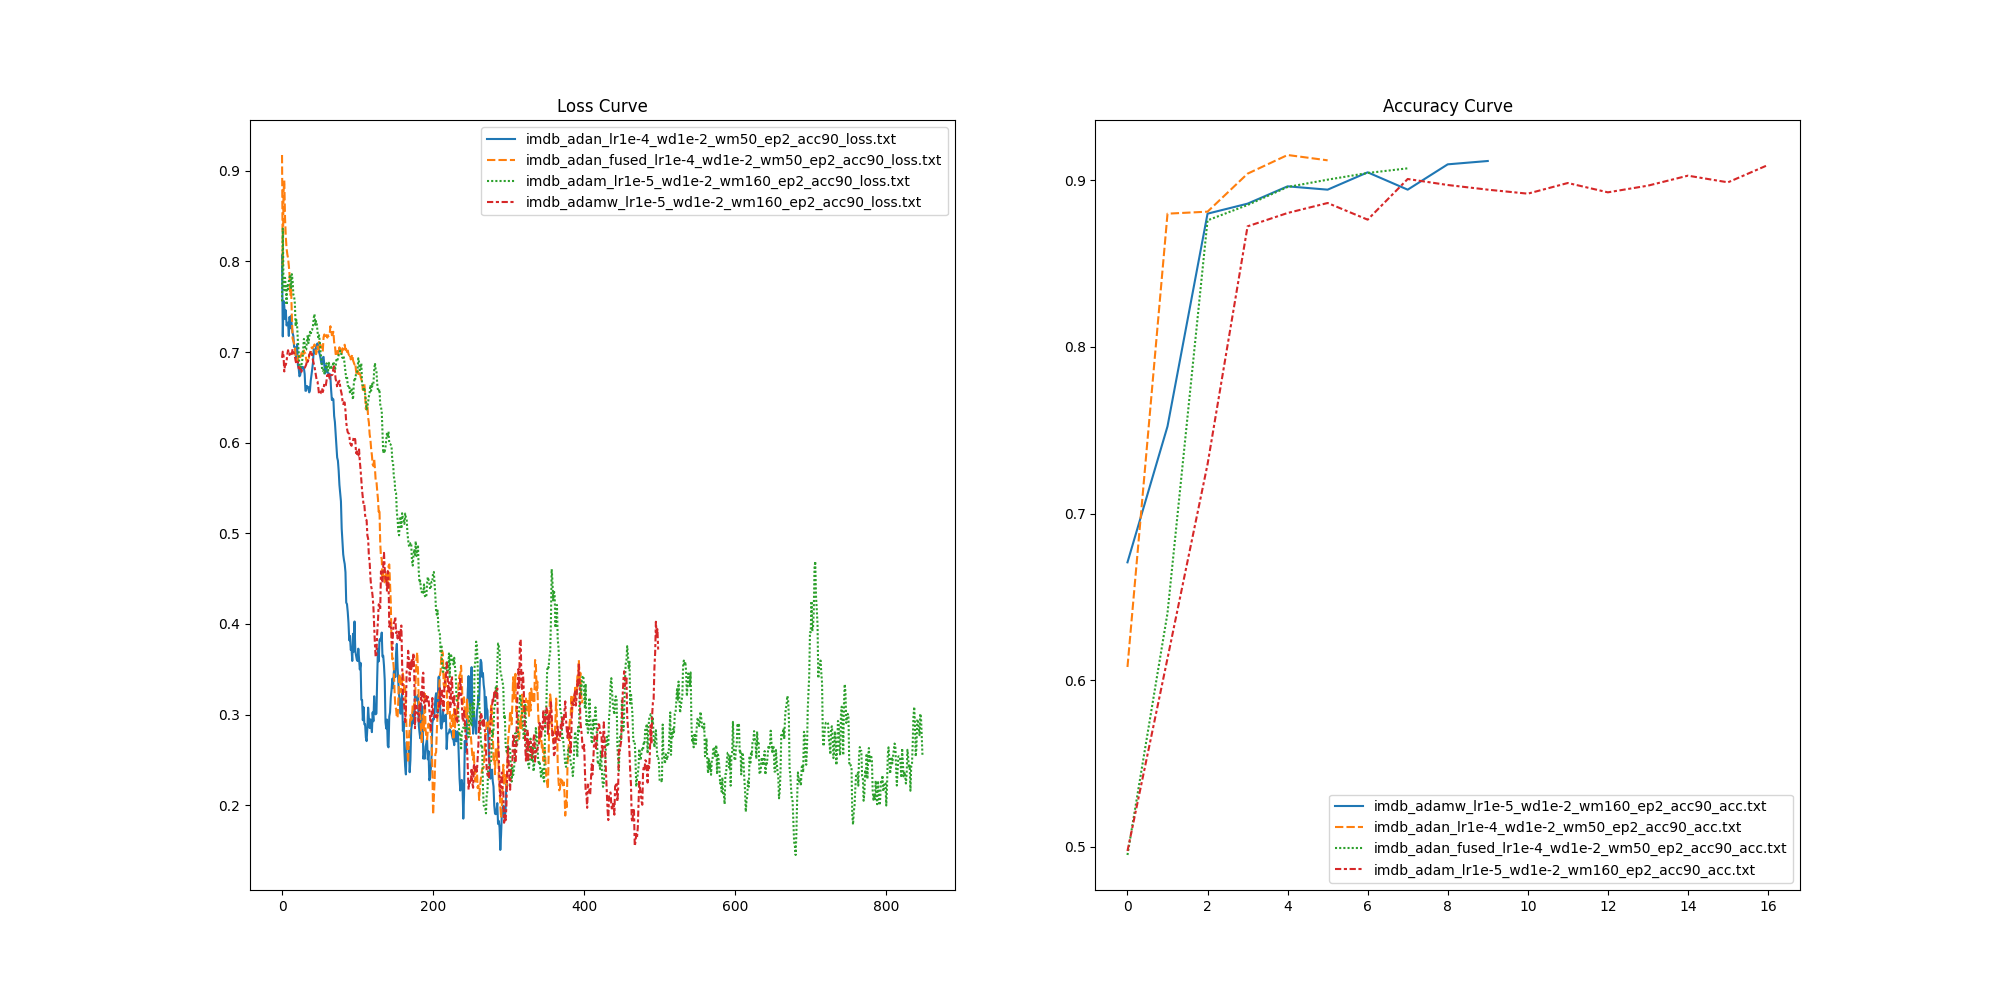 Loss Curve
imdb_adan_lr1e-4_wd1e-2_wm50_ep2_acc90_loss.txt
imdb_adan_fused_lr1e-4_wd1e-2_wm50_ep2_acc90_loss.txt
imdb_adam_lr1e-5_wd1e-2_wm160_ep2_acc90_loss.txt
imdb_adamw_lr1e-5_wd1e-2_wm160_ep2_acc90_loss.txt
0.9
0.8
0.7
0.6
0.5
0.4
0.3
0.2
0 200 400 600 800
Accuracy Curve
0.9
0.8
0.7
0.6
0.5
imdb_adamw_lr1e-5_wd1e-2_wm160_ep2_acc90_acc.txt
imdb_adan_lr1e-4_wd1e-2_wm50_ep2_acc90_acc.txt
imdb_adan_fused_lr1e-4_wd1e-2_wm50_ep2_acc90_acc.txt
imdb_adam_lr1e-5_wd1e-2_wm160_ep2_acc90_acc.txt
0 2 4 6 8 10 12 14 16